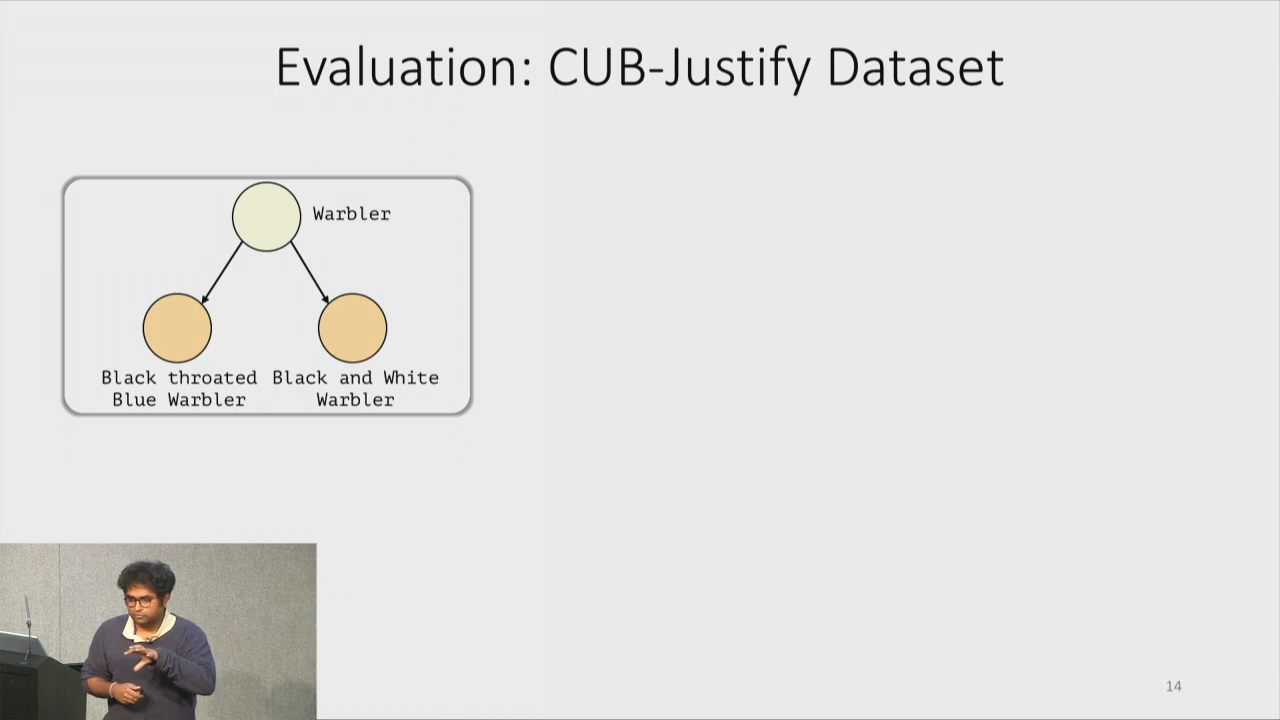 Evaluation: CUB-Justify Dataset
Warbler
Black throated
Blue Warbler
Black and White
Warbler
14